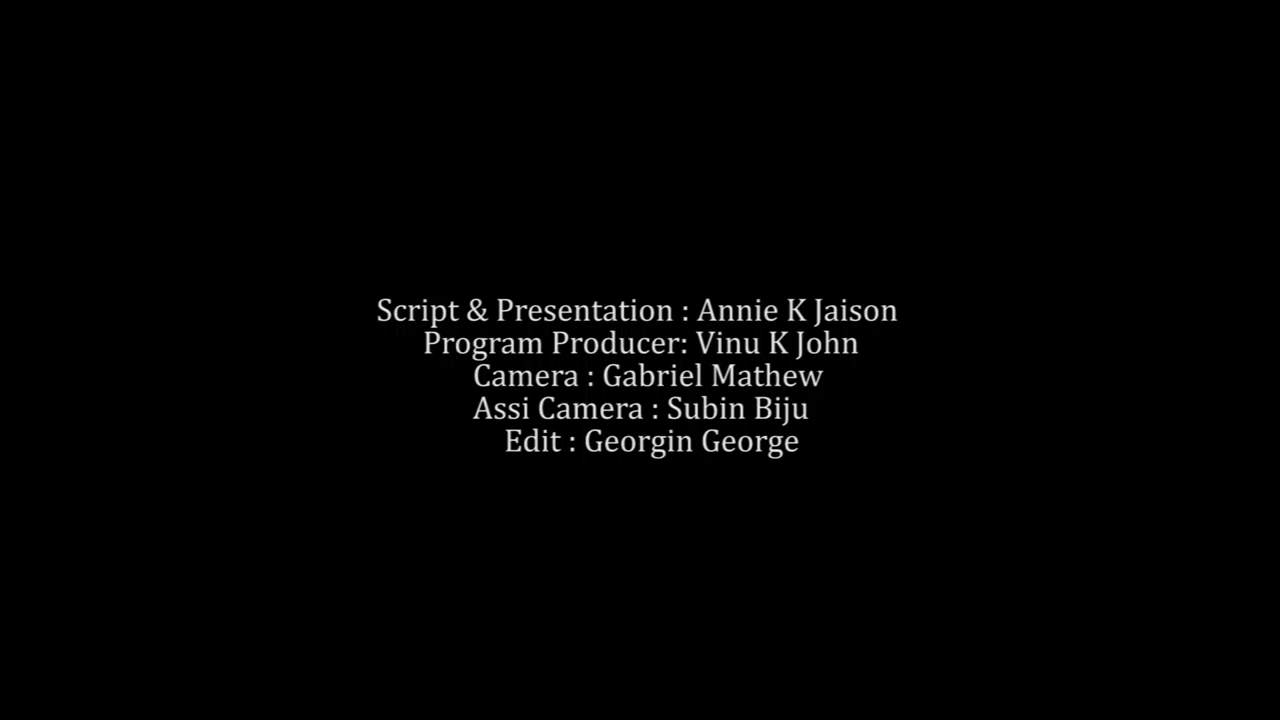 Script & Presentation : Annie K Jaison
Program Producer: Vinu K John
Camera : Gabriel Mathew
Assi Camera : Subin Biju
Edit : Georgin George